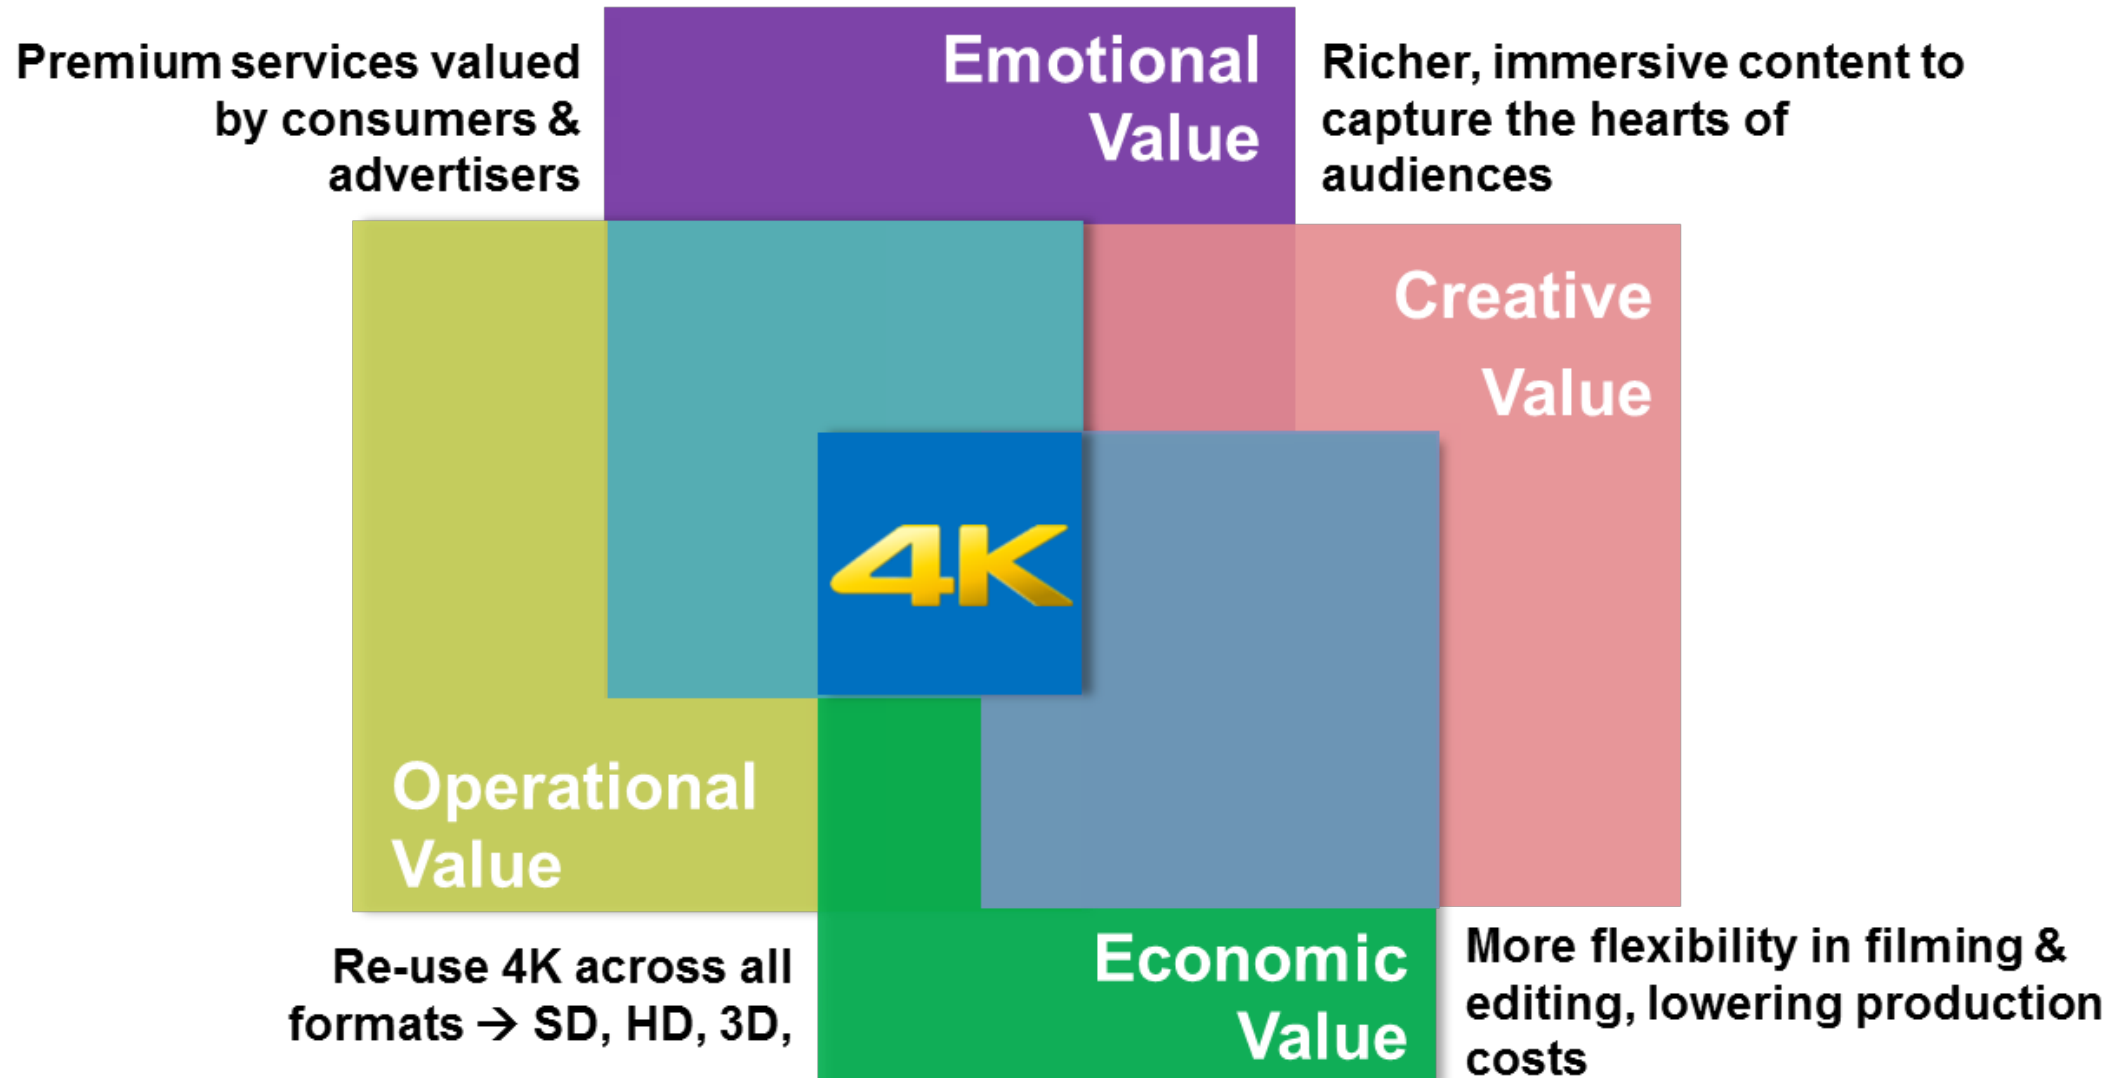 Premium services valued
by consumers &
advertisers
Emotional
Value
Richer, immersive content to
capture the hearts of
audiences
Creative
Value
4K
Operational
Value
Re-use 4K across all
formats → SD, HD, 3D,
Economic
Value
More flexibility in filming &
editing, lowering production
costs